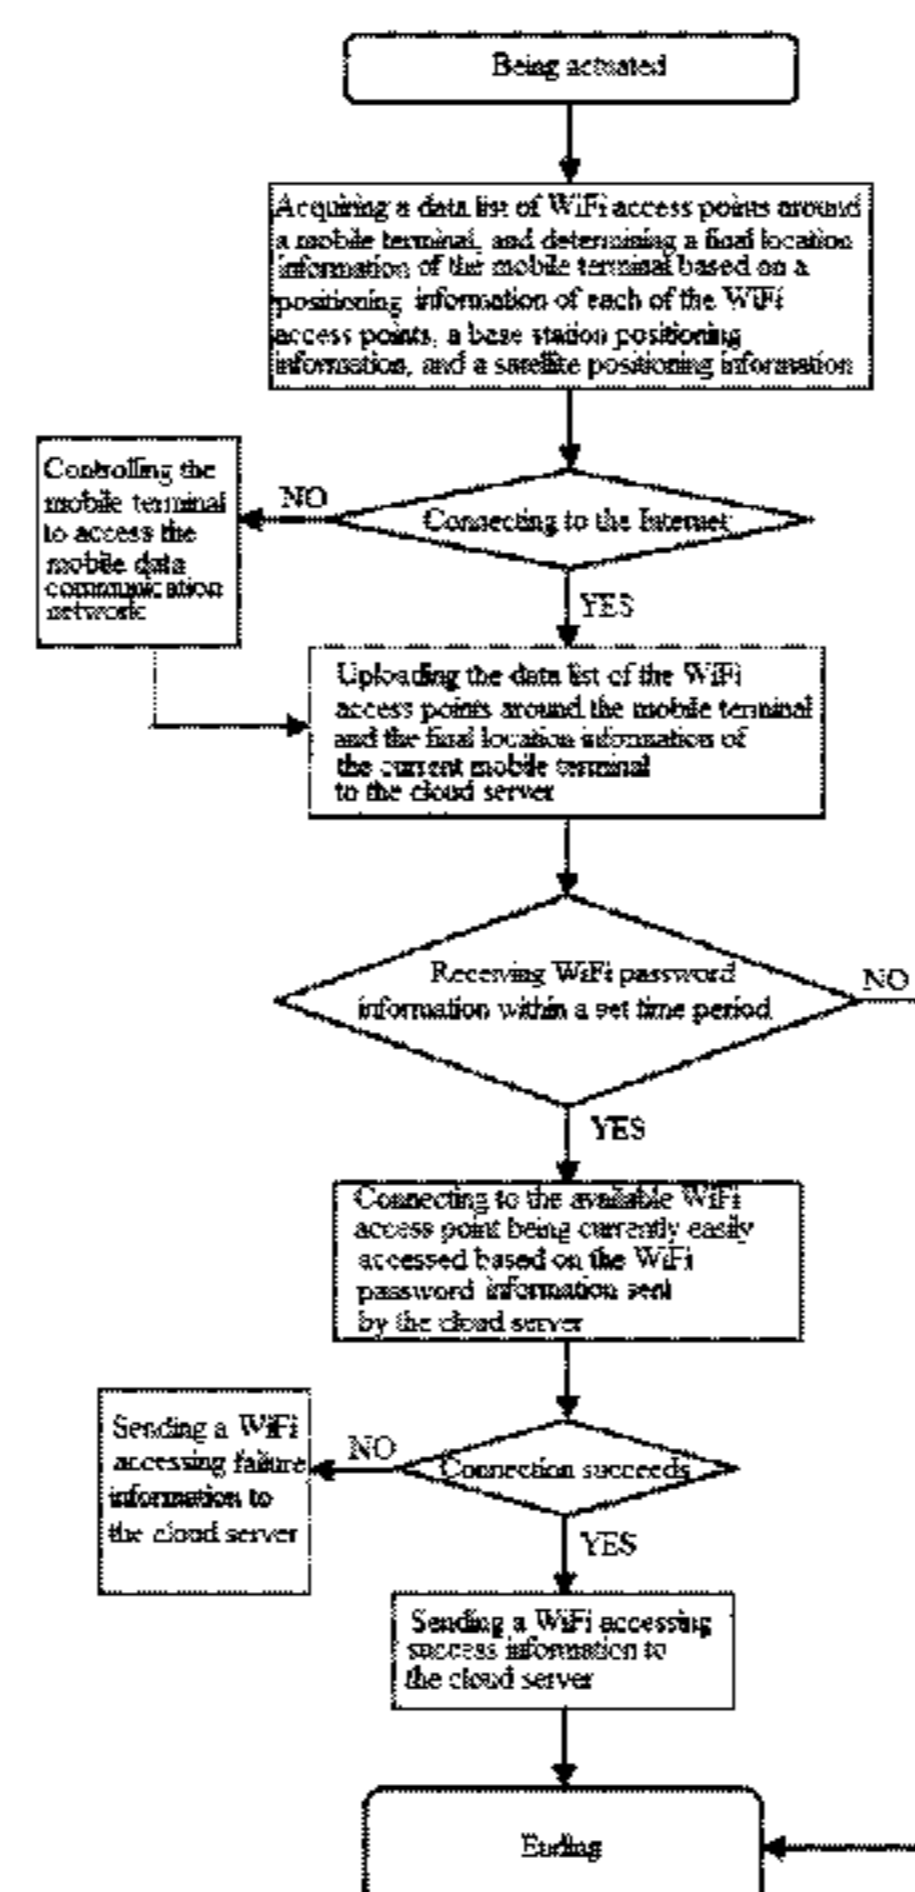 Being actuated
Acquiring a data list of WiFi access points around
a mobile terminal, and determining a final location
information of the mobile terminal based on a
positioning information of each of the WiFi
access points, a base station positioning
information, and a satellite positioning information
Controlling the
mobile terminal
to access the
mobile data
communication
network
NO
Connecting to the Internet
YES
Uploading the data list of the WiFi
access points around the mobile terminal
and the final location information of
the current mobile terminal
to the cloud server
Receiving WiFi password
information within a set time period
NO
YES
Connecting to the available WiFi
access point being currently easily
accessed based on the WiFi
password information sent
by the cloud server
Sending a WiFi
accessing failure
information to
the cloud server
NO
Connection succeeds
YES
Sending a WiFi accessing
success information to
the cloud server
Ending